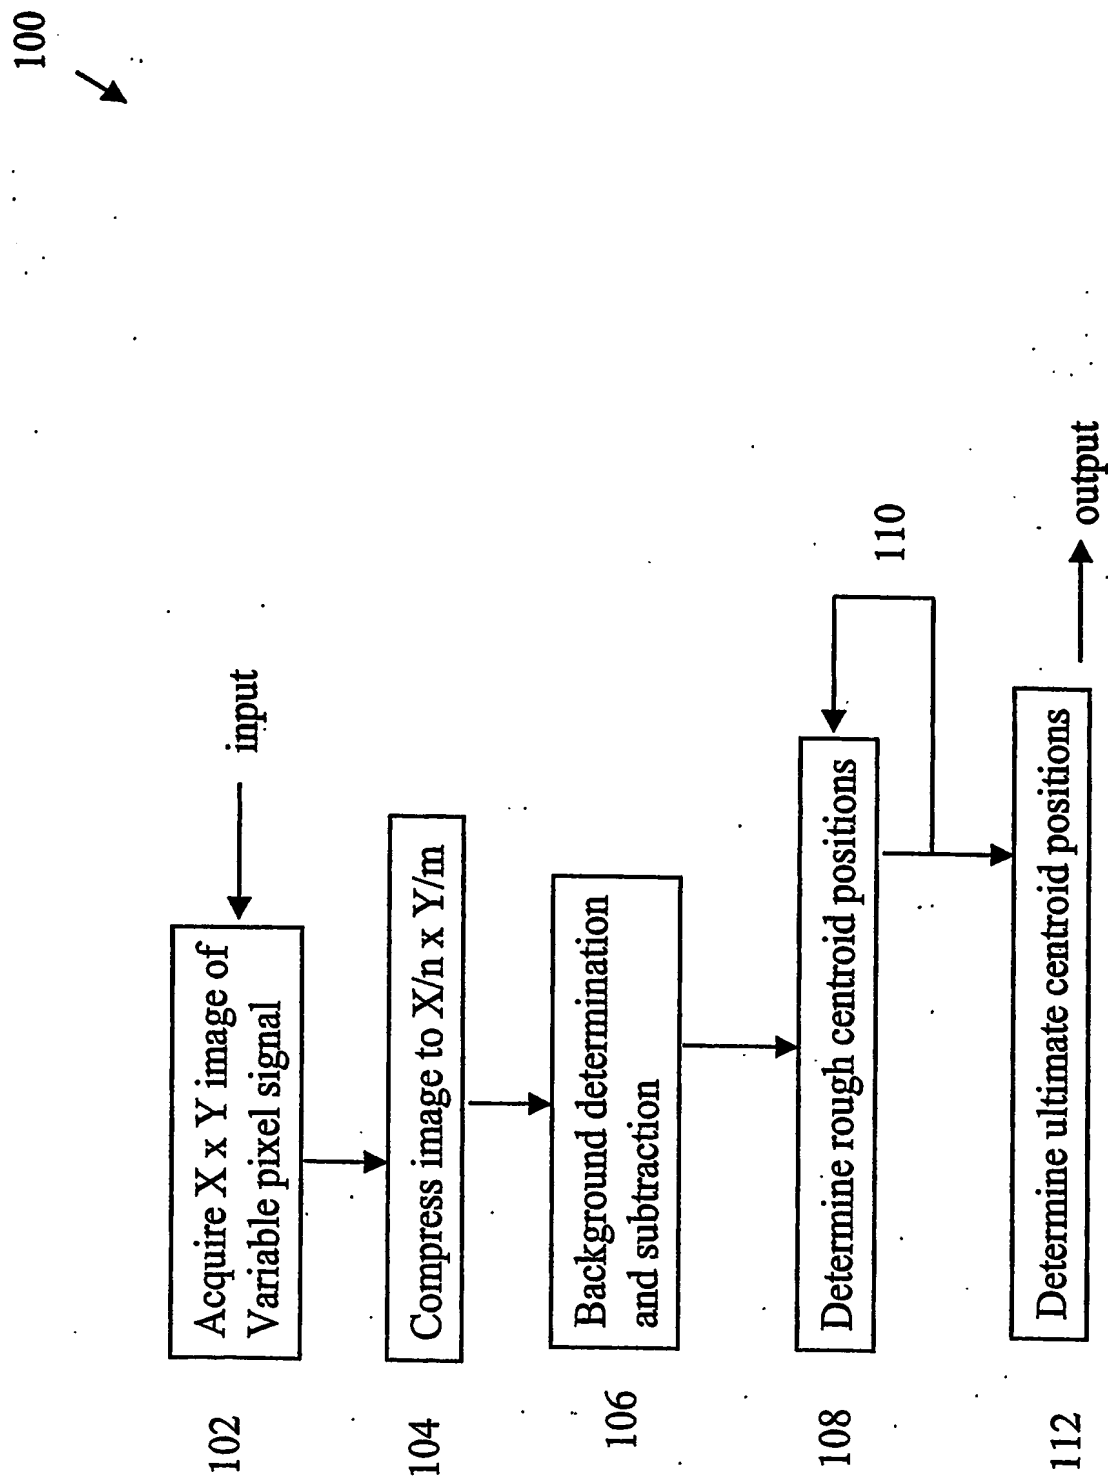 100
input
102
Acquire X x Y image of
Variable pixel signal
104
Compress image to X/n x Y/m
106
Background determination
and subtraction
108
Determine rough centroid positions
110
112
Determine ultimate centroid positions
output